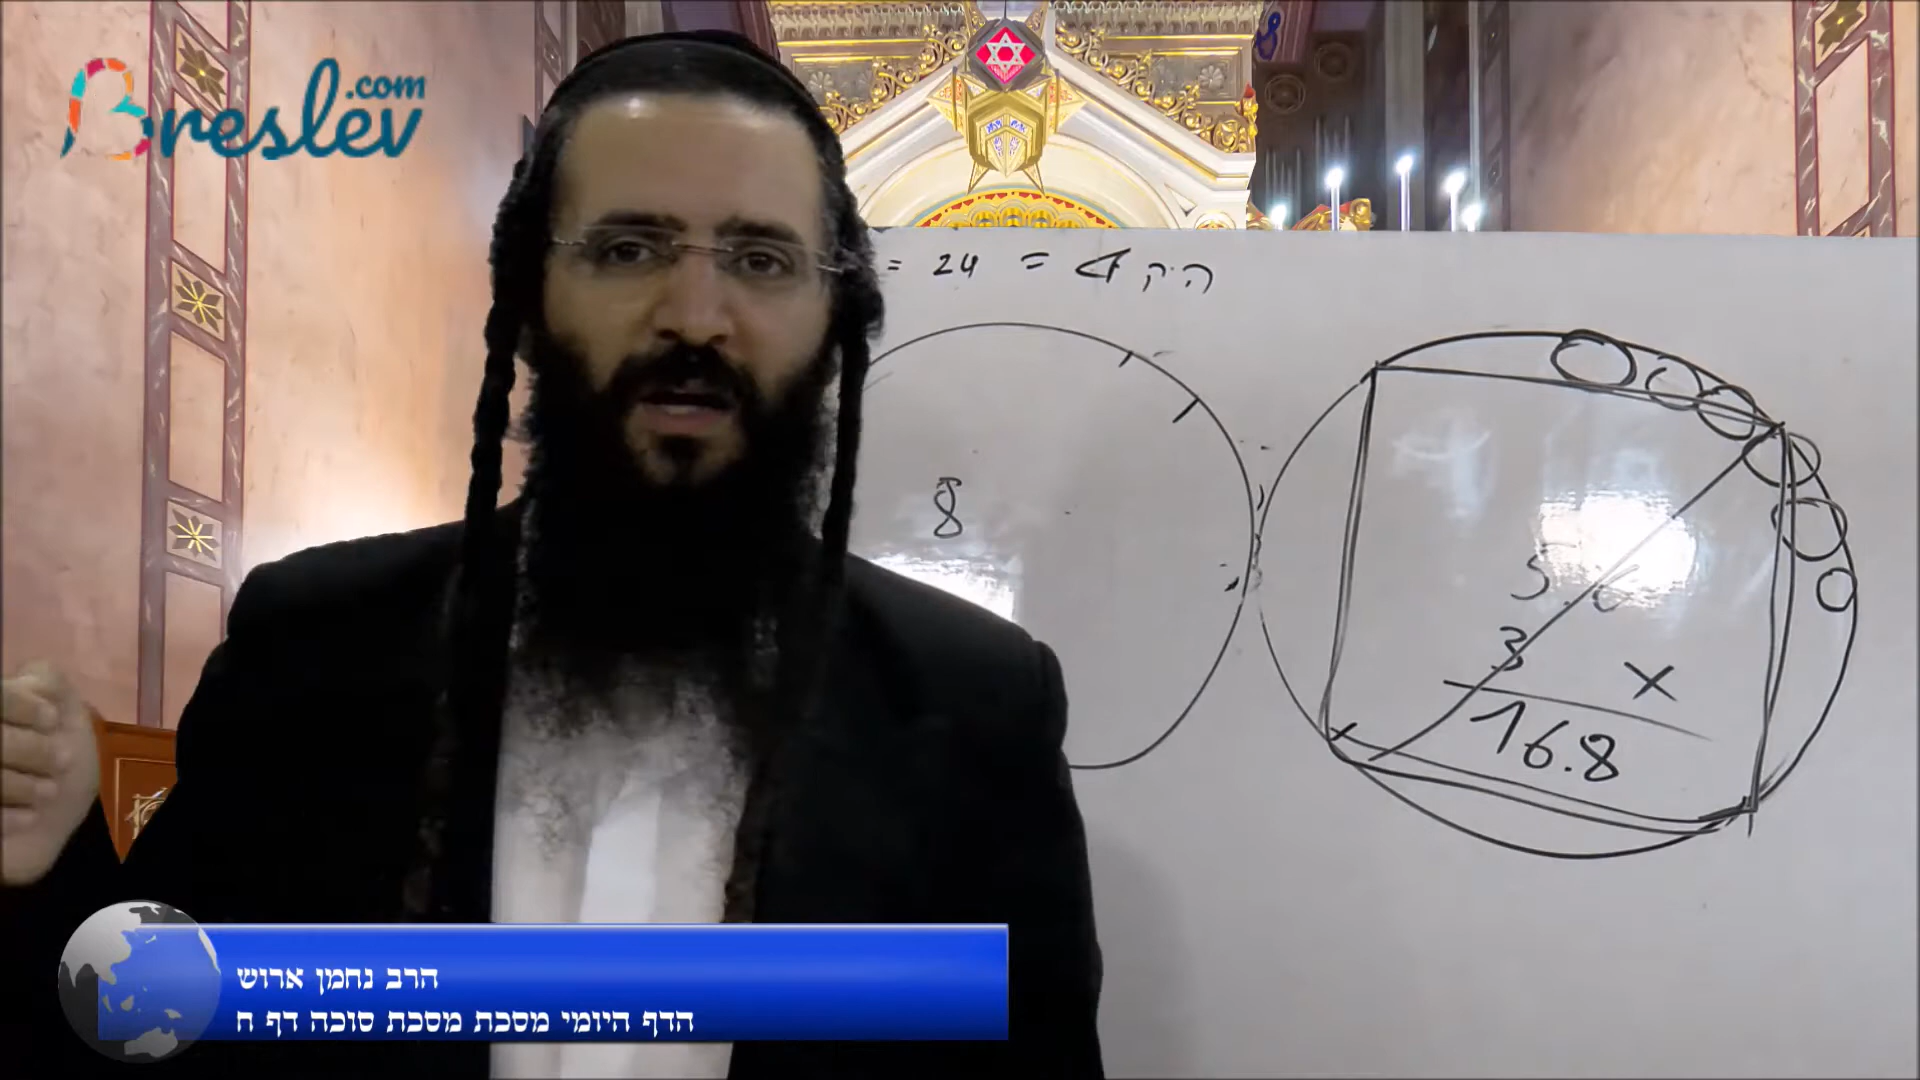 Breslev.com
= 24 = היקף
8
5.6
3 X
16.8
הרב נחמן ארוש
הדף היומי מסכת מסכת סוכה דף ח